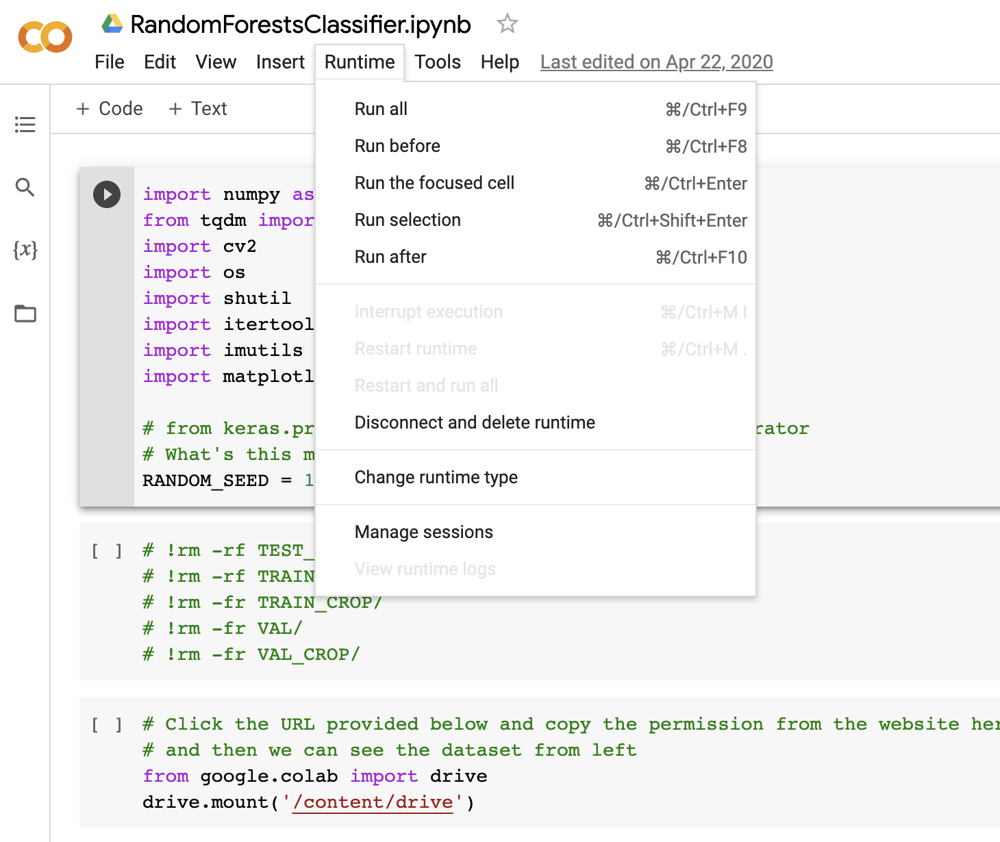 RandomForestsClassifier.ipynb
File Edit View Insert Runtime Tools Help Last edited on Apr 22, 2020
+ Code + Text
Run all ⌘/Ctrl+F9
Run before ⌘/Ctrl+F8
Run the focused cell ⌘/Ctrl+Enter
Run selection ⌘/Ctrl+Shift+Enter
Run after ⌘/Ctrl+F10
Interrupt execution ⌘/Ctrl+M I
Restart runtime ⌘/Ctrl+M .
Restart and run all
Disconnect and delete runtime
Change runtime type
Manage sessions
View runtime logs
{x}
import numpy as
from tqdm impor
import cv2
import os
import shutil
import itertool
import imutils
import matplotl
# from keras.pr rator
# What's this m
RANDOM_SEED = 1
[ ] # !rm -rf TEST_
# !rm -rf TRAIN
# !rm -fr TRAIN_CROP/
# !rm -fr VAL/
# !rm -fr VAL_CROP/
[ ] # Click the URL provided below and copy the permission from the website her
# and then we can see the dataset from left
from google.colab import drive
drive.mount('/content/drive')